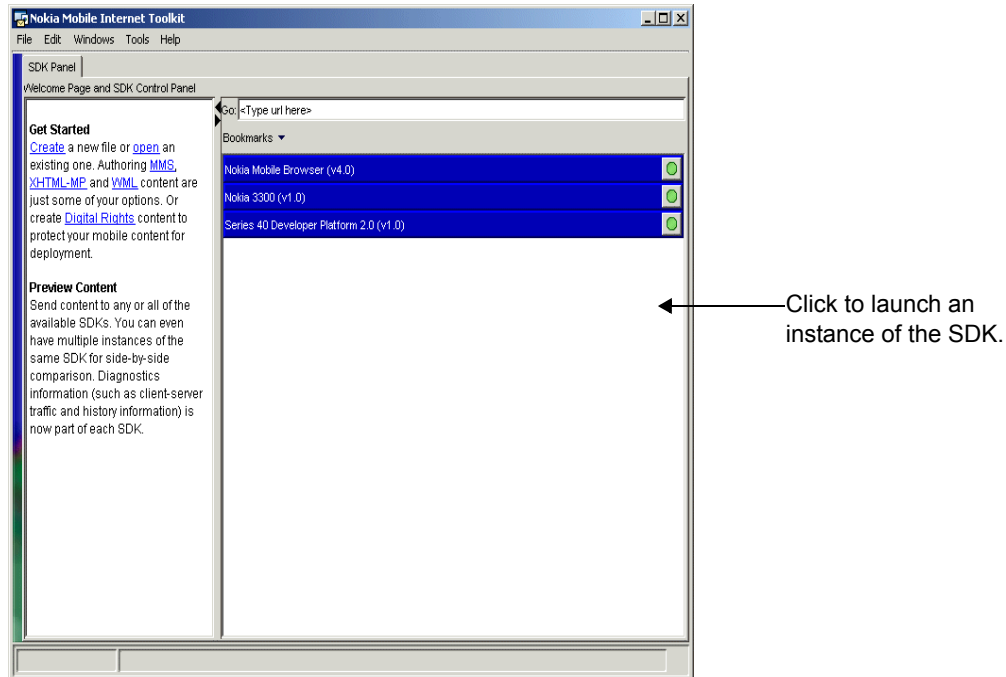 Nokia Mobile Internet Toolkit
File Edit Windows Tools Help
SDK Panel
Welcome Page and SDK Control Panel
Get Started
Create a new file or open an
existing one. Authoring MMS,
XHTML-MP and WML content are
just some of your options. Or
create Digital Rights content to
protect your mobile content for
deployment.
Preview Content
Send content to any or all of the
available SDKs. You can even
have multiple instances of the
same SDK for side-by-side
comparison. Diagnostics
information (such as client-server
traffic and history information) is
now part of each SDK.
Go: <Type url here>
Bookmarks
Nokia Mobile Browser (v4.0)
Nokia 3300 (v1.0)
Series 40 Developer Platform 2.0 (v1.0)
Click to launch an
instance of the SDK.